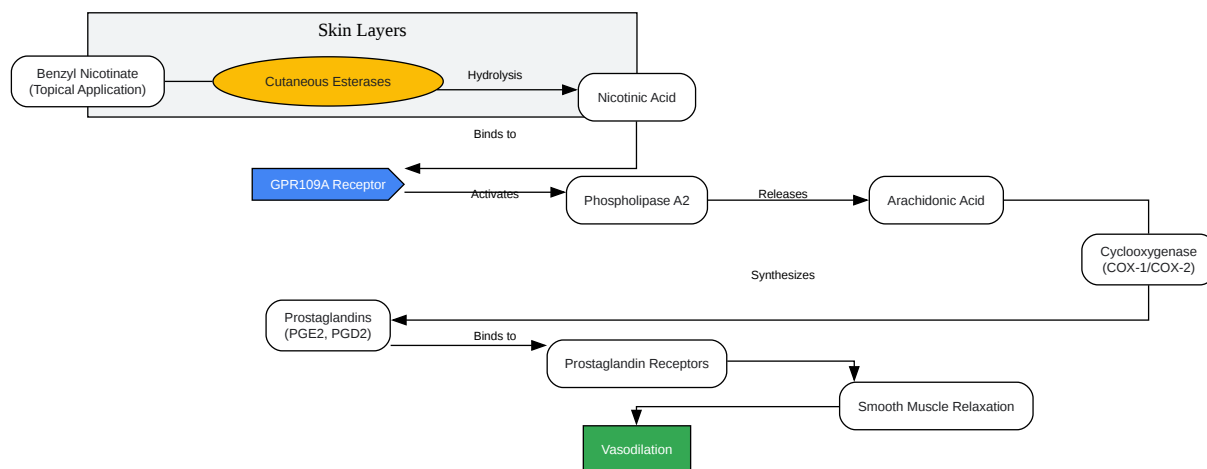 Skin Layers
Benzyl Nicotinate
(Topical Application)
Cutaneous Esterases
Hydrolysis
Nicotinic Acid
Binds to
GPR109A Receptor
Activates
Phospholipase A2
Releases
Arachidonic Acid
Cyclooxygenase
(COX-1/COX-2)
Synthesizes
Prostaglandins
(PGE2, PGD2)
Binds to
Prostaglandin Receptors
Smooth Muscle Relaxation
Vasodilation